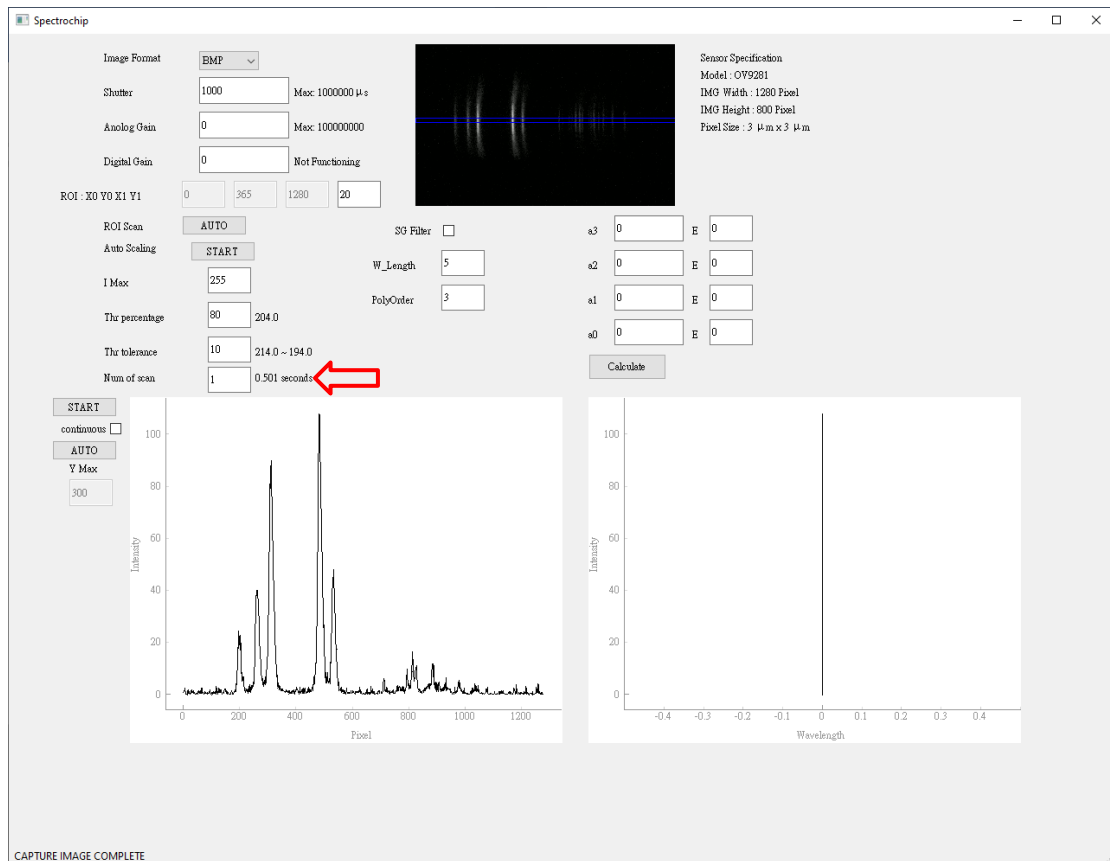 Spectrochip
Image Format BMP
Shutter 1000 Max: 1000000 μs
Anolog Gain 0 Max: 100000000
Digital Gain 0 Not Functioning
ROI : X0 Y0 X1 Y1 0 365 1280 20
Sensor Specification
Model : OV9281
IMG Width : 1280 Pixel
IMG Height : 800 Pixel
Pixel Size : 3 μm x 3 μm
ROI Scan AUTO
Auto Scaling START
I Max 255
Thr percentage 80 204.0
Thr tolerance 10 214.0 ~ 194.0
Num of scan 1 0.501 seconds
SG Filter
W_Length 5
PolyOrder 3
a3 0 E 0
a2 0 E 0
a1 0 E 0
a0 0 E 0
Calculate
START
continuous
AUTO
Y Max
300
Intensity
100
80
60
40
20
0
0 200 400 600 800 1000 1200
Pixel
Intensity
100
80
60
40
20
0
-0.4 -0.3 -0.2 -0.1 0 0.1 0.2 0.3 0.4
Wavelength
CAPTURE IMAGE COMPLETE